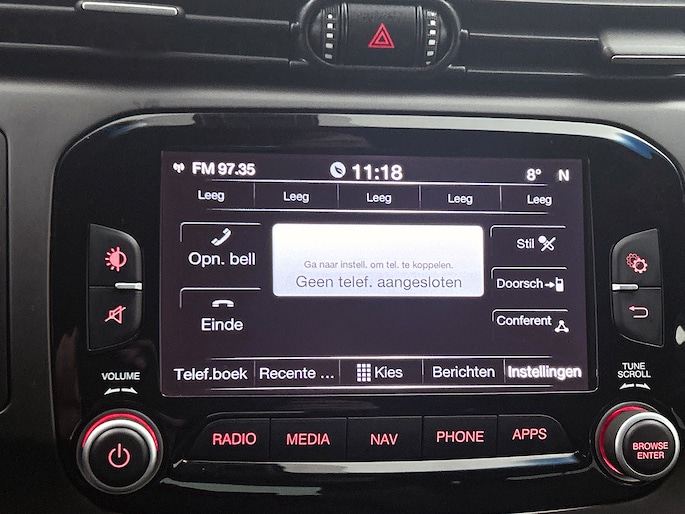 FM 97.35 11:18 8° N
Leeg Leeg Leeg Leeg Leeg
Opn. bell
Ga naar instell. om tel. te koppelen.
Geen telef. aangesloten
Stil
Doorsch
Einde
Conferent
Telef.boek Recente ... Kies Berichten Instellingen
VOLUME
TUNE
SCROLL
RADIO MEDIA NAV PHONE APPS
BROWSE
ENTER